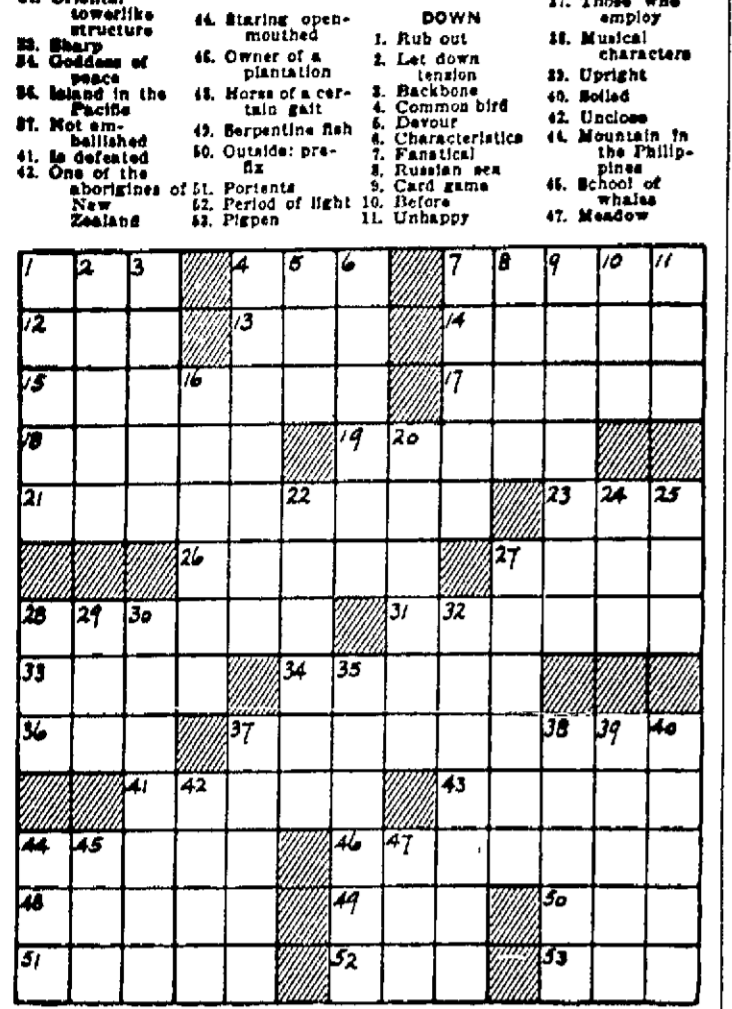 Oriental
towerlike
structure
33. Sharp
34. Goddess of
peace
36. Island in the
Pacific
37. Not em-
bellished
41. Is defeated
43. One of the
aborigines of
New
Zealand
44. Staring open-
mouthed
46. Owner of a
plantation
48. Horse of a cer-
tain gait
49. Serpentine fish
50. Outside: pre-
fix
51. Portents
52. Period of light
53. Pigpen
DOWN
1. Rub out
2. Let down
tension
3. Backbone
4. Common bird
5. Devour
6. Characteristics
7. Fanatical
8. Russian sea
9. Card game
10. Before
11. Unhappy
37. Those who
employ
38. Musical
characters
39. Upright
40. Soiled
42. Unclose
44. Mountain in
the Philip-
pines
45. School of
whales
47. Meadow
1 2 3 4 5 6 7 8 9 10 11
12 13 14
15 16 17
18 19 20
21 22 23 24 25
26 27
28 29 30 31 32
33 34 35
36 37 38 39 40
41 42 43
44 45 46 47
48 49 50
51 52 53